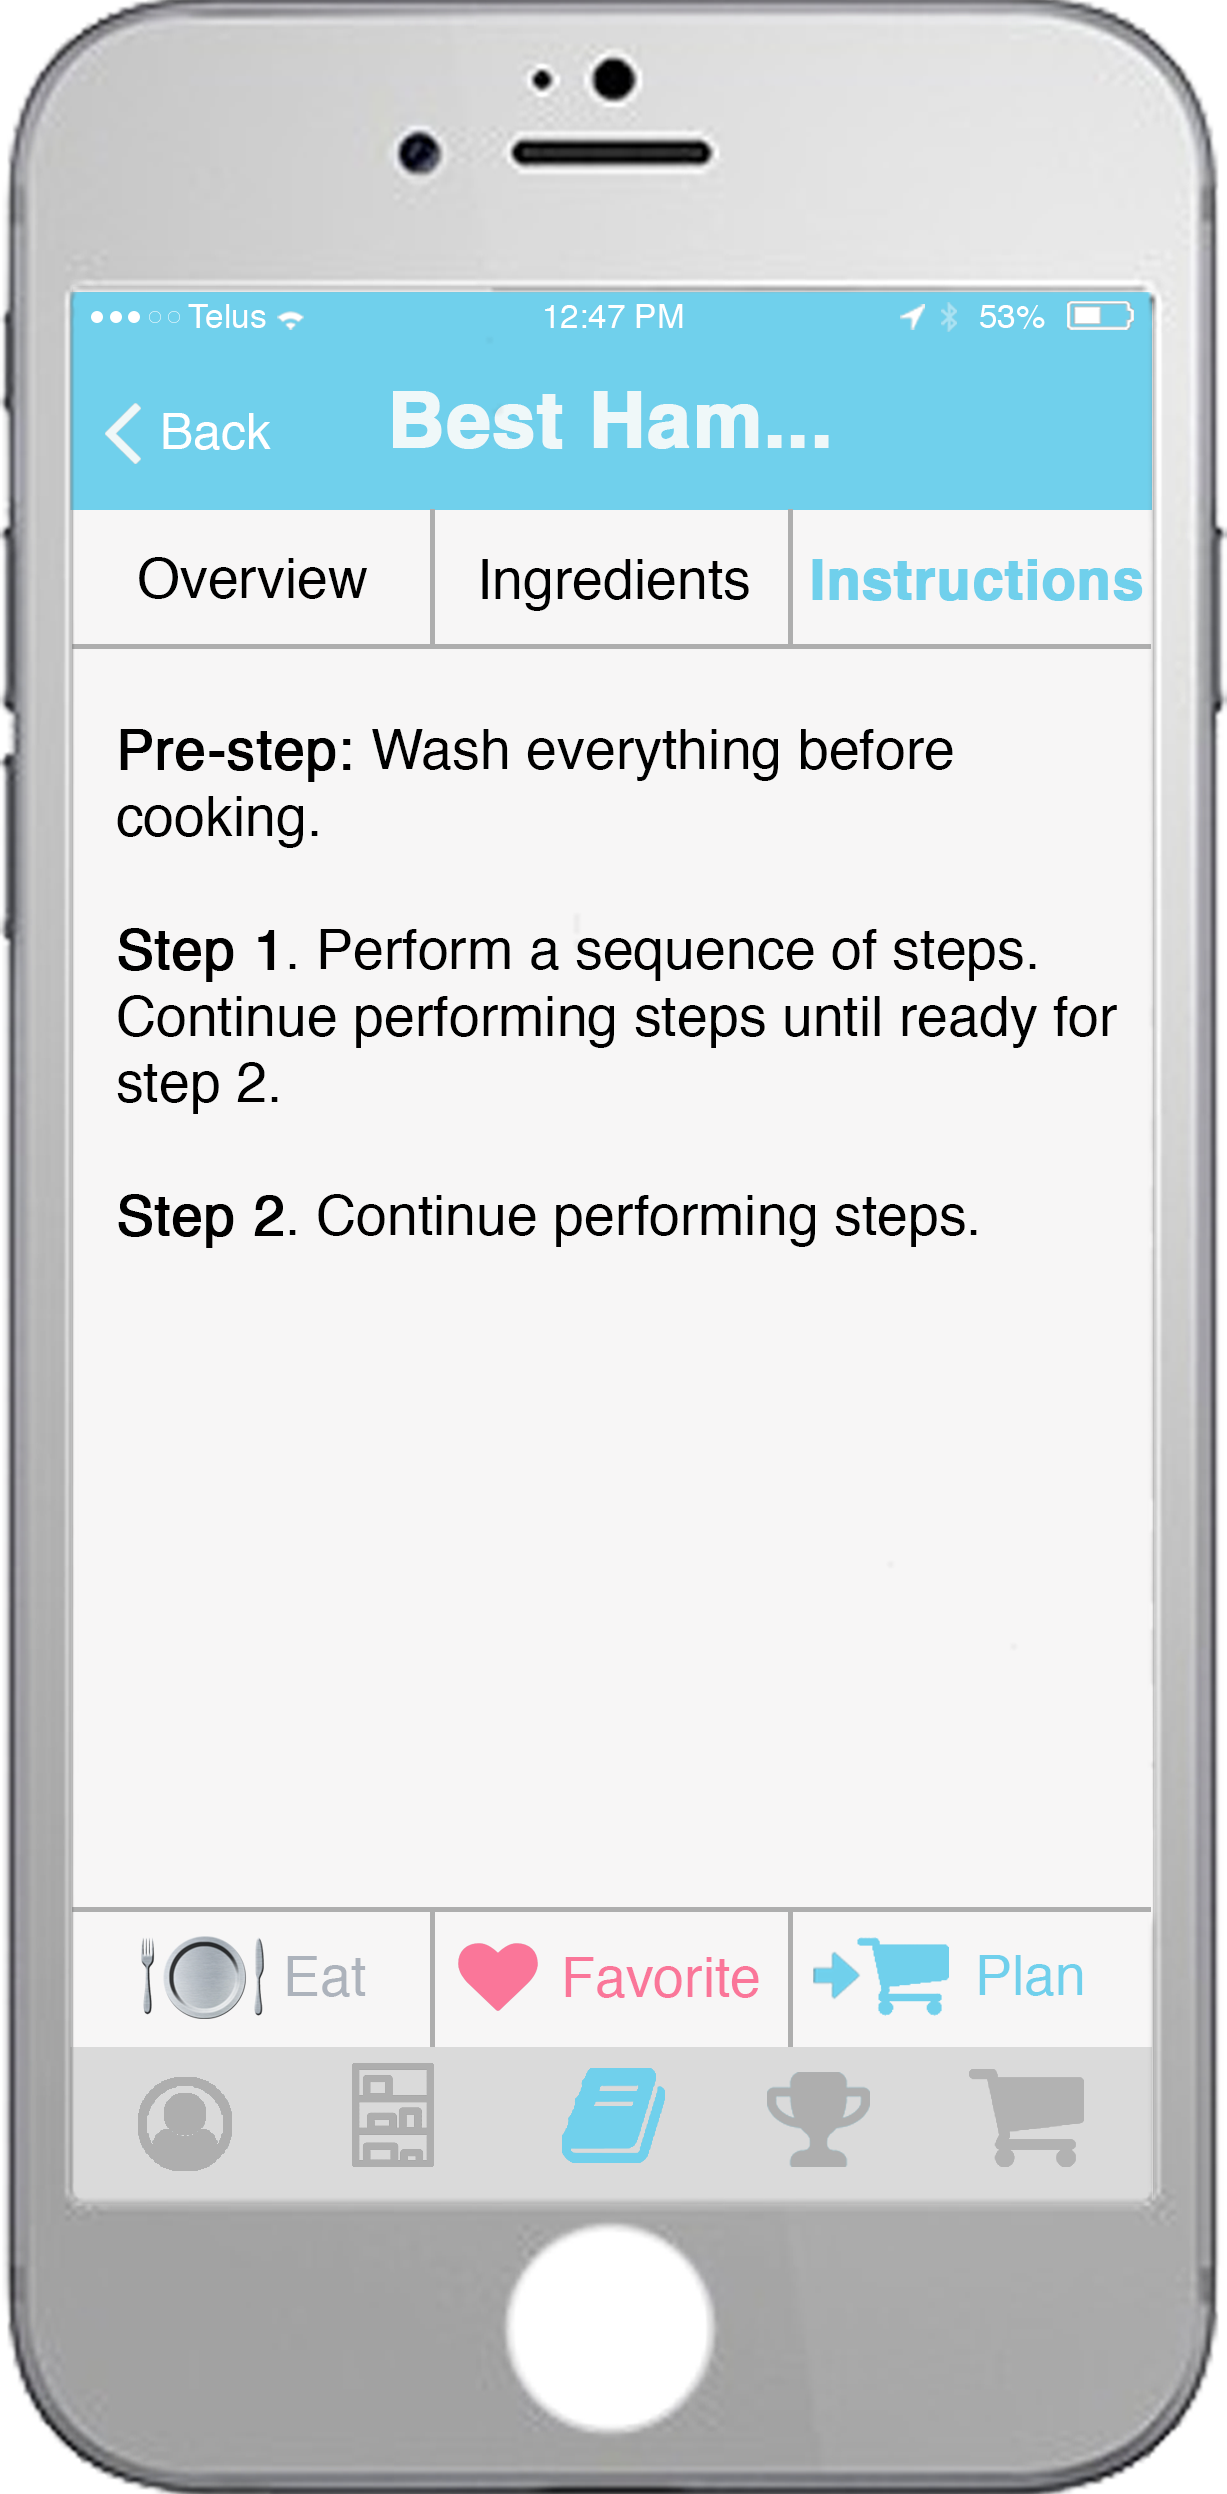 Telus 12:47 PM 53%
Back Best Ham...
Overview Ingredients Instructions
Pre-step: Wash everything before
cooking.
Step 1. Perform a sequence of steps.
Continue performing steps until ready for
step 2.
Step 2. Continue performing steps.
Eat Favorite Plan